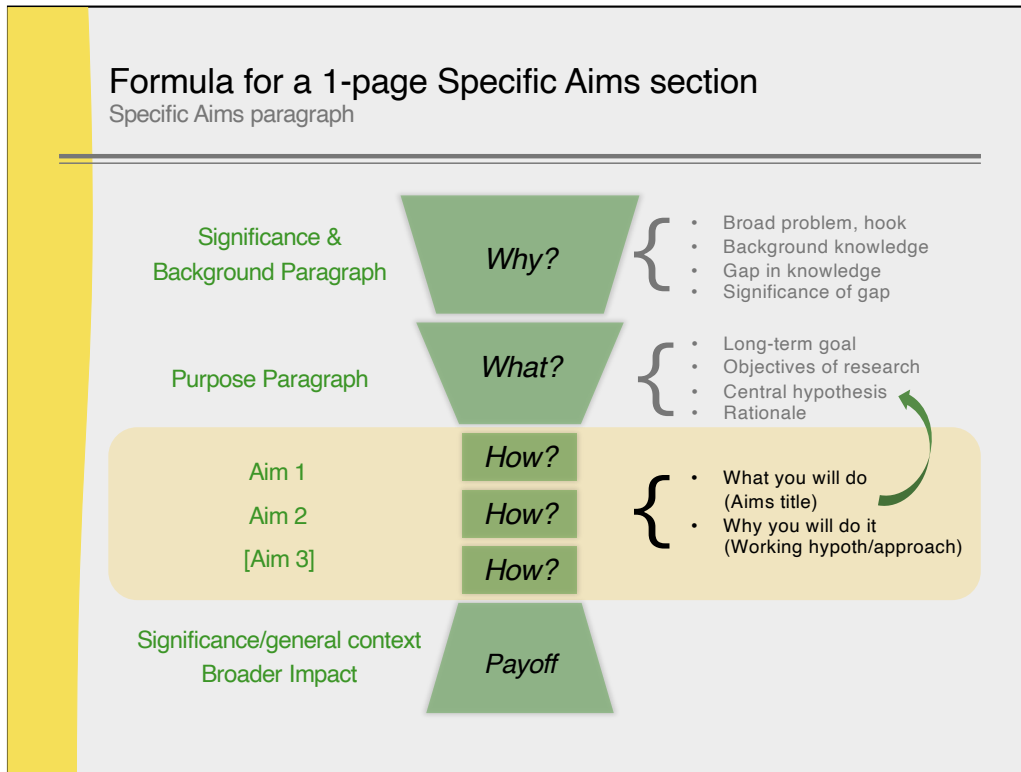 Formula for a 1-page Specific Aims section
Specific Aims paragraph
Significance &
Background Paragraph
Why?
• Broad problem, hook
• Background knowledge
• Gap in knowledge
• Significance of gap
Purpose Paragraph
What?
• Long-term goal
• Objectives of research
• Central hypothesis
• Rationale
Aim 1
Aim 2
[Aim 3]
How?
How?
How?
• What you will do
(Aims title)
• Why you will do it
(Working hypoth/approach)
Significance/general context
Broader Impact
Payoff